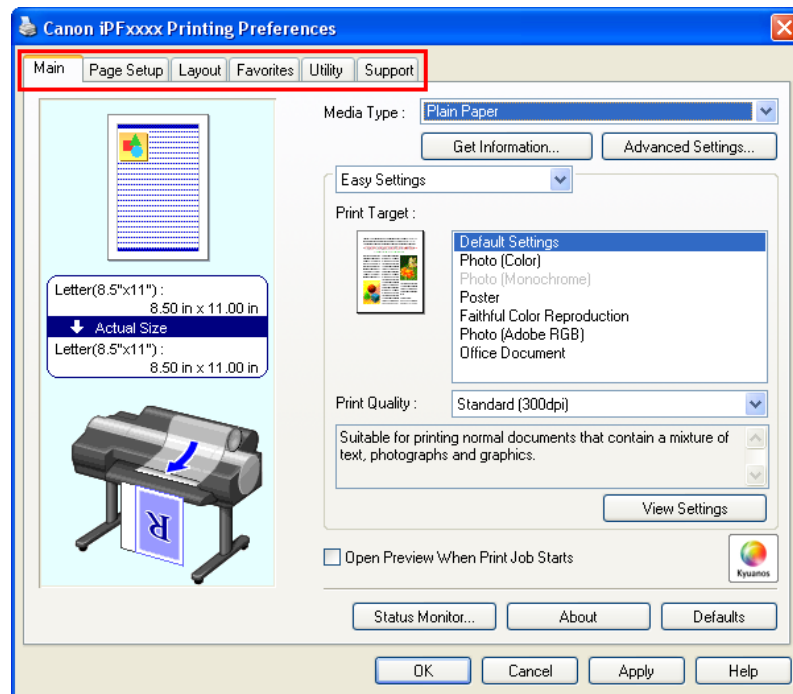 Canon iPFxxxx Printing Preferences
Main Page Setup Layout Favorites Utility Support
Media Type : Plain Paper
Get Information... Advanced Settings...
Easy Settings
Print Target :
Default Settings
Photo (Color)
Photo (Monochrome)
Poster
Faithful Color Reproduction
Photo (Adobe RGB)
Office Document
Letter(8.5"x11") :
8.50 in x 11.00 in
Actual Size
Letter(8.5"x11") :
8.50 in x 11.00 in
R
Print Quality : Standard (300dpi)
Suitable for printing normal documents that contain a mixture of
text, photographs and graphics.
View Settings
Open Preview When Print Job Starts
Kyuanos
Status Monitor... About Defaults
OK Cancel Apply Help